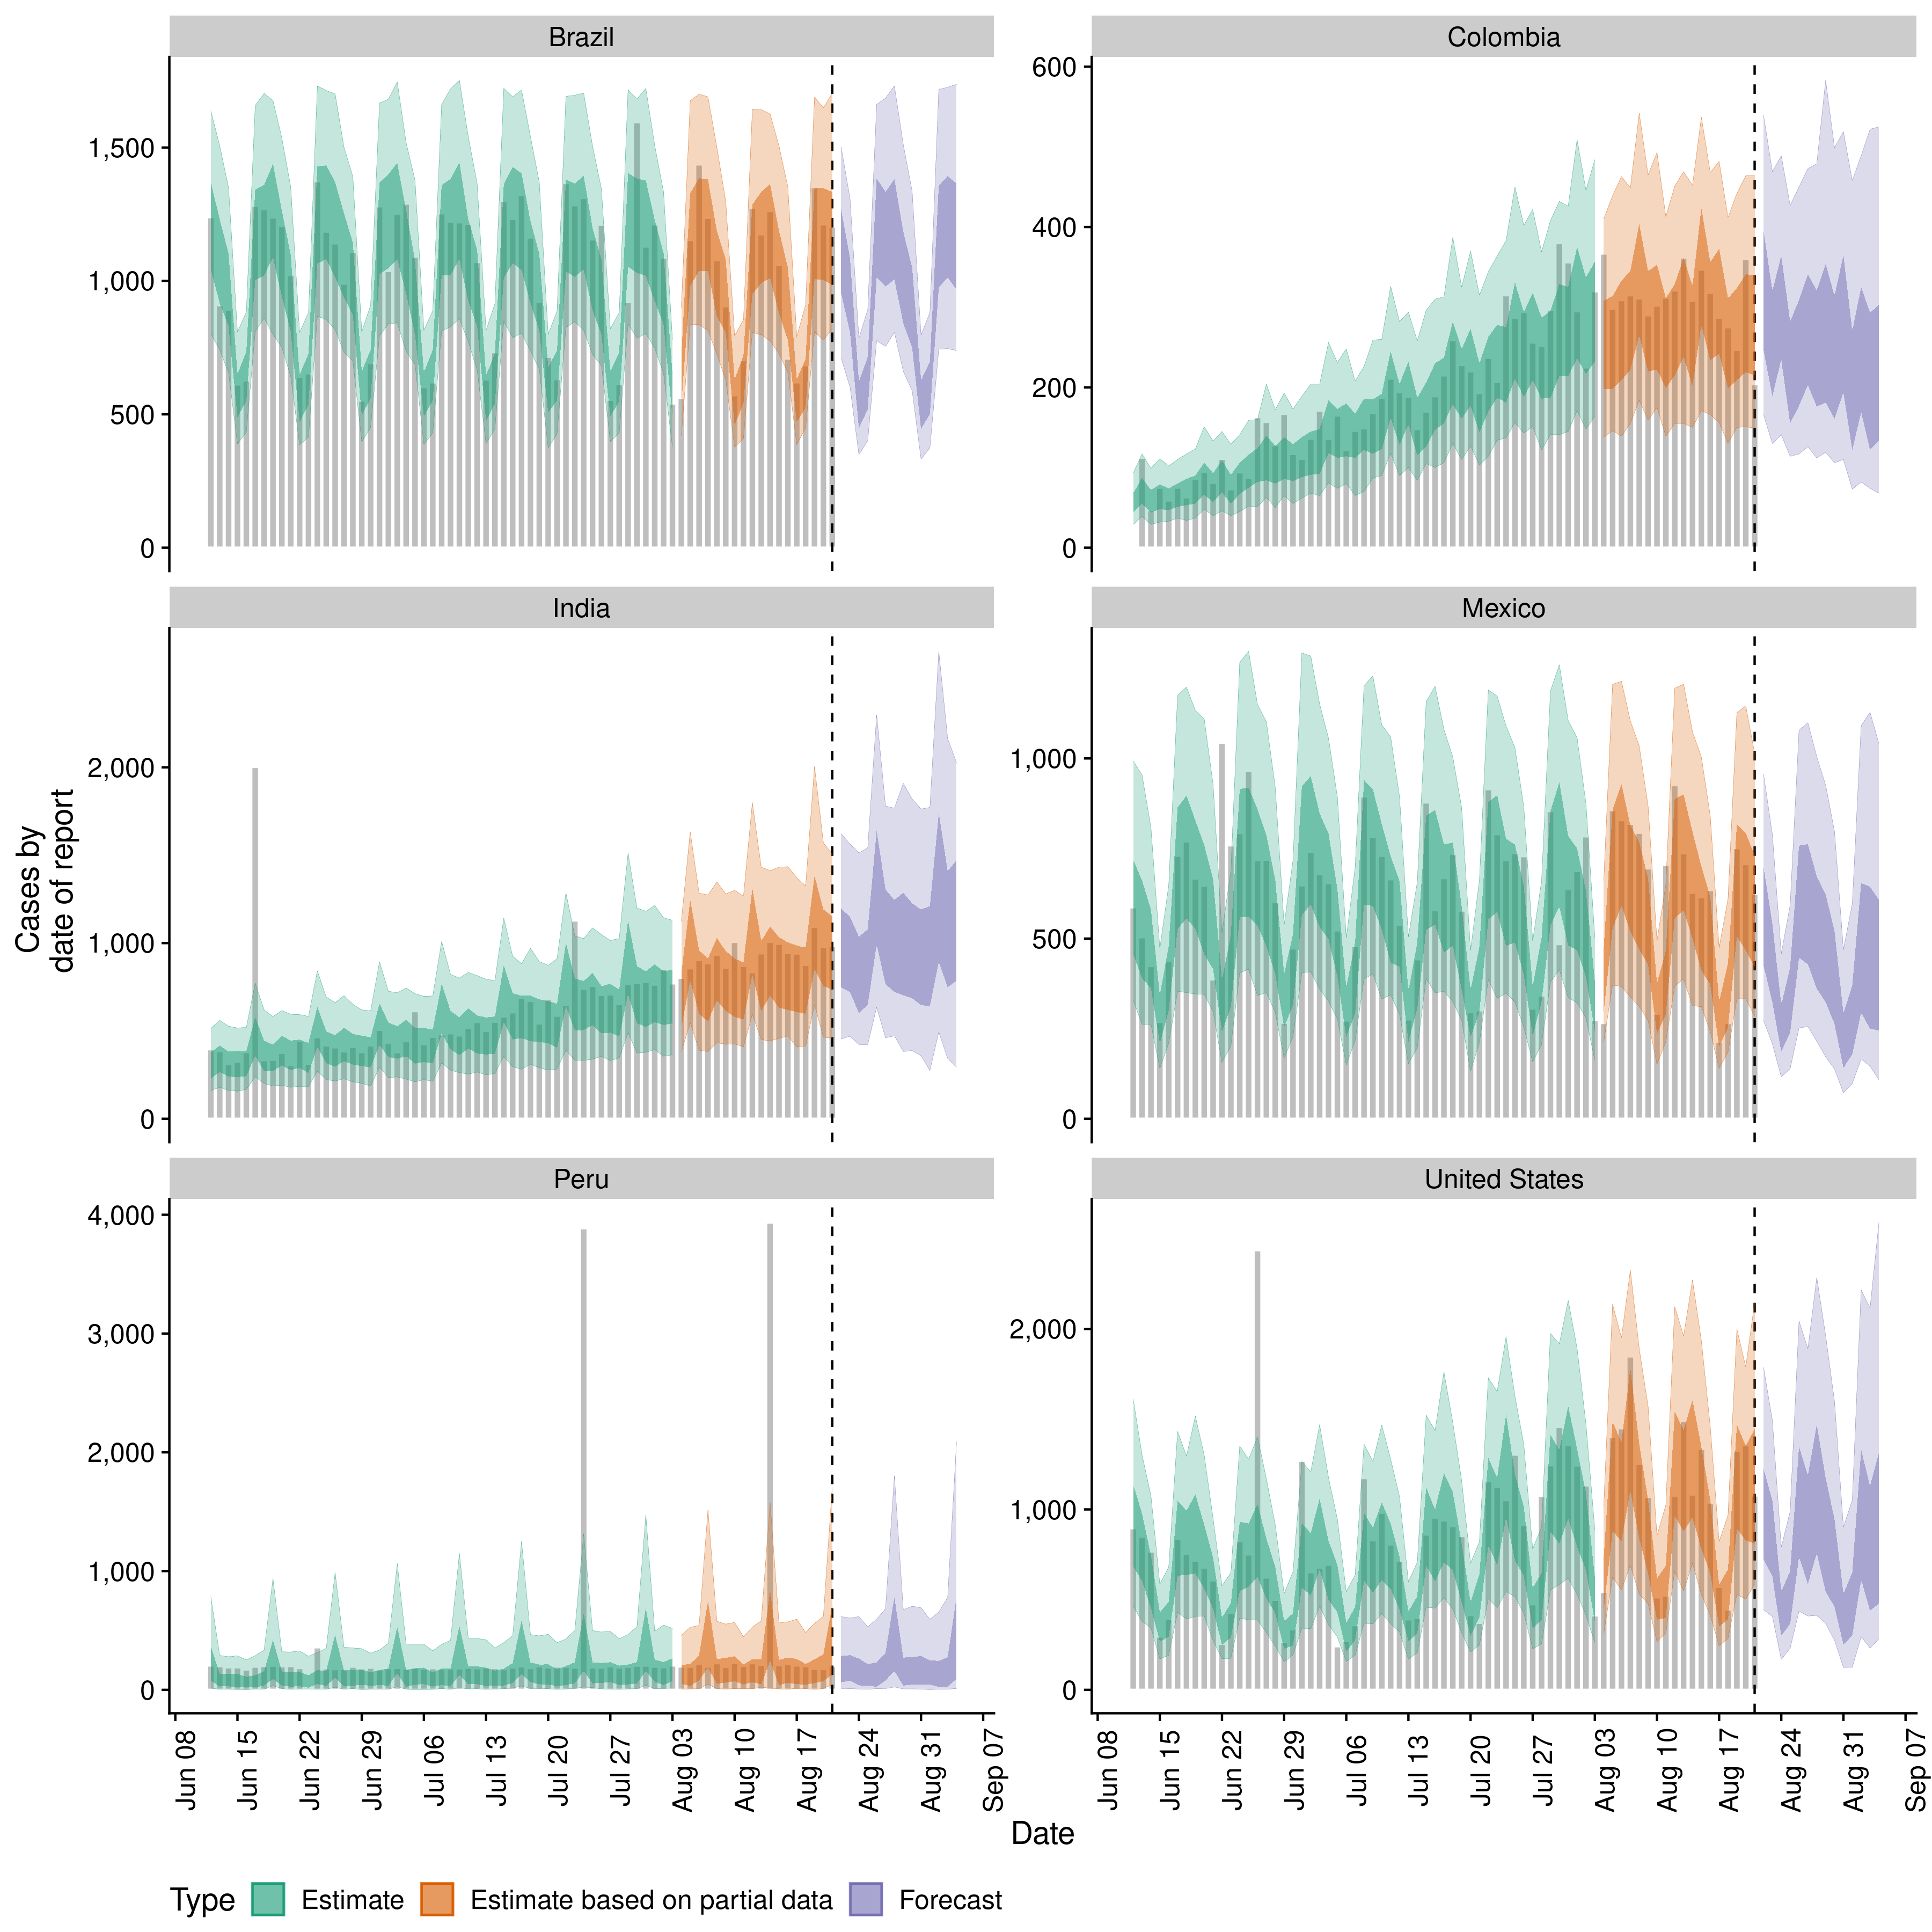 Brazil
Colombia
1,500
1,000
500
0
600
400
200
0
India
Mexico
2,000
1,000
0
1,000
500
0
Peru
United States
4,000
3,000
2,000
1,000
0
2,000
1,000
0
Cases by
date of report
Jun 08
Jun 15
Jun 22
Jun 29
Jul 06
Jul 13
Jul 20
Jul 27
Aug 03
Aug 10
Aug 17
Aug 24
Aug 31
Sep 07
Jun 08
Jun 15
Jun 22
Jun 29
Jul 06
Jul 13
Jul 20
Jul 27
Aug 03
Aug 10
Aug 17
Aug 24
Aug 31
Sep 07
Date
Type Estimate Estimate based on partial data Forecast